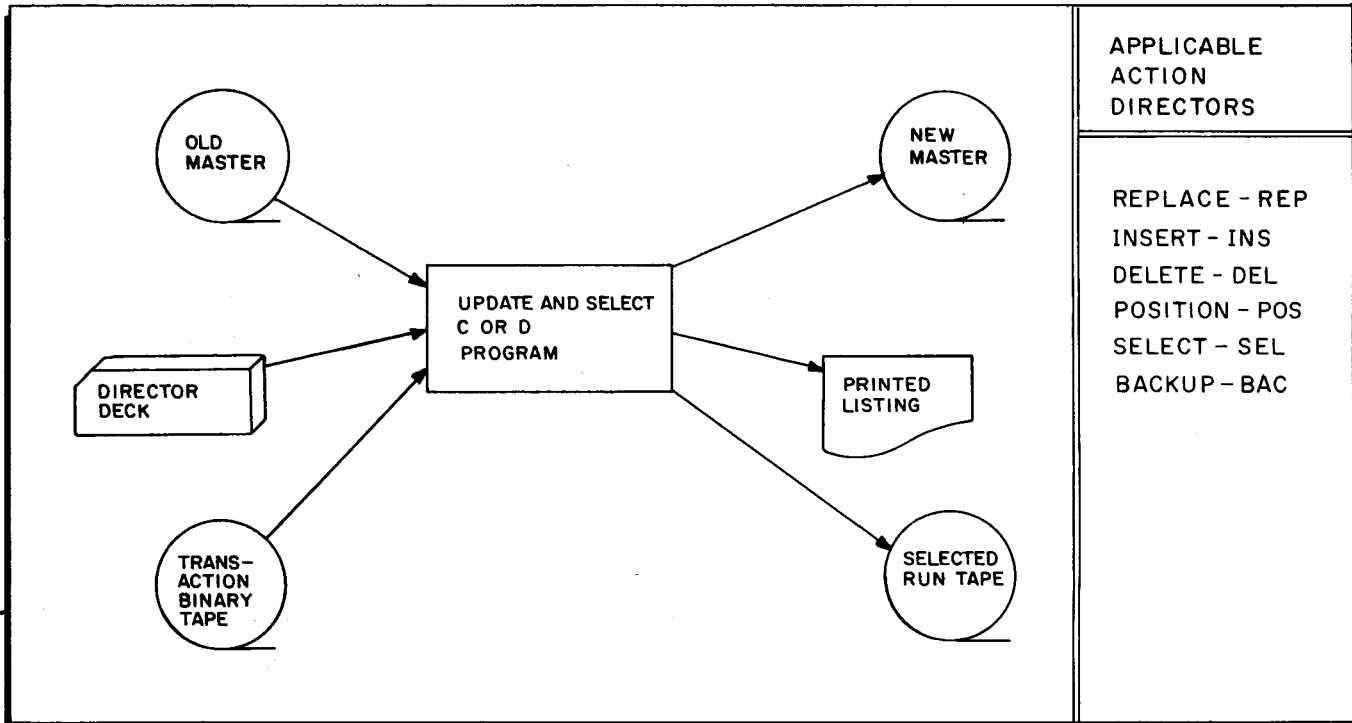 OLD
MASTER
DIRECTOR
DECK
TRANS-
ACTION
BINARY
TAPE
UPDATE AND SELECT
C OR D
PROGRAM
NEW
MASTER
PRINTED
LISTING
SELECTED
RUN TAPE
APPLICABLE
ACTION
DIRECTORS
REPLACE - REP
INSERT - INS
DELETE - DEL
POSITION - POS
SELECT - SEL
BACKUP - BAC